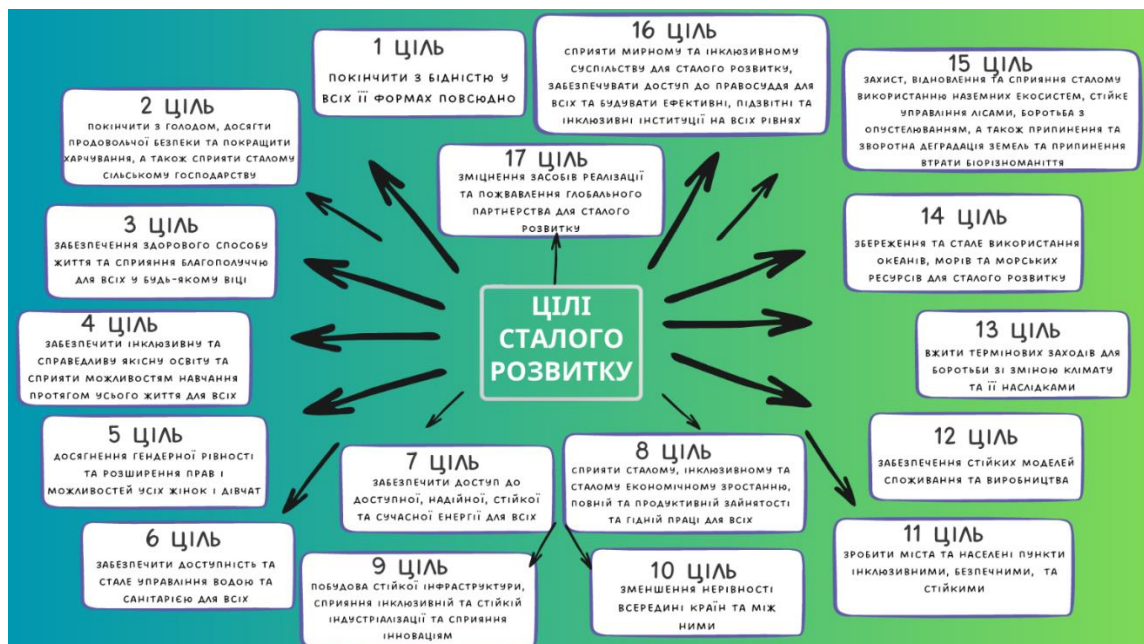 1 ЦІЛЬ
ПОКІНЧИТИ З БІДНІСТЮ У
ВСІХ ЇЇ ФОРМАХ ПОВСЮДНО
2 ЦІЛЬ
ПОКІНЧИТИ З ГОЛОДОМ, ДОСЯГТИ
ПРОДОВОЛЬЧОЇ БЕЗПЕКИ ТА ПОКРАЩИТИ
ХАРЧУВАННЯ, А ТАКОЖ СПРИЯТИ СТАЛОМУ
СІЛЬСЬКОМУ ГОСПОДАРСТВУ
3 ЦІЛЬ
ЗАБЕЗПЕЧЕННЯ ЗДОРОВОГО СПОСОБУ
ЖИТТЯ ТА СПРИЯННЯ БЛАГОПОЛУЧЧЮ
ДЛЯ ВСІХ У БУДЬ-ЯКОМУ ВІЦІ
4 ЦІЛЬ
ЗАБЕЗПЕЧИТИ ІНКЛЮЗИВНУ ТА
СПРАВЕДЛИВУ ЯКІСНУ ОСВІТУ ТА
СПРИЯТИ МОЖЛИВОСТЯМ НАВЧАННЯ
ПРОТЯГОМ УСЬОГО ЖИТТЯ ДЛЯ ВСІХ
5 ЦІЛЬ
ДОСЯГНЕННЯ ГЕНДЕРНОЇ РІВНОСТІ
ТА РОЗШИРЕННЯ ПРАВ І
МОЖЛИВОСТЕЙ УСІХ ЖІНОК І ДІВЧАТ
6 ЦІЛЬ
ЗАБЕЗПЕЧИТИ ДОСТУПНІСТЬ ТА
СТАЛЕ УПРАВЛІННЯ ВОДОЮ ТА
САНІТАРІЄЮ ДЛЯ ВСІХ
7 ЦІЛЬ
ЗАБЕЗПЕЧИТИ ДОСТУП ДО
ДОСТУПНОЇ, НАДІЙНОЇ, СТІЙКОЇ
ТА СУЧАСНОЇ ЕНЕРГІЇ ДЛЯ ВСІХ
8 ЦІЛЬ
СПРИЯТИ СТАЛОМУ, ІНКЛЮЗИВНОМУ ТА
СТАЛОМУ ЕКОНОМІЧНОМУ ЗРОСТАННЮ,
ПОВНІЙ ТА ПРОДУКТИВНІЙ ЗАЙНЯТОСТІ
ТА ГІДНІЙ ПРАЦІ ДЛЯ ВСІХ
9 ЦІЛЬ
ПОБУДОВА СТІЙКОЇ ІНФРАСТРУКТУРИ,
СПРИЯННЯ ІНКЛЮЗИВНІЙ ТА СТІЙКІЙ
ІНДУСТРІАЛІЗАЦІЇ ТА СПРИЯННЯ
ІННОВАЦІЯМ
10 ЦІЛЬ
ЗМЕНШЕННЯ НЕРІВНОСТІ
ВСЕРЕДИНІ КРАЇН ТА МІЖ
НИМИ
11 ЦІЛЬ
ЗРОБИТИ МІСТА ТА НАСЕЛЕНІ ПУНКТИ
ІНКЛЮЗИВНИМИ, БЕЗПЕЧНИМИ, ТА
СТІЙКИМИ
12 ЦІЛЬ
ЗАБЕЗПЕЧЕННЯ СТІЙКИХ МОДЕЛЕЙ
СПОЖИВАННЯ ТА ВИРОБНИЦТВА
13 ЦІЛЬ
ВЖИТИ ТЕРМІНОВИХ ЗАХОДІВ ДЛЯ
БОРОТЬБИ ЗІ ЗМІНОЮ КЛІМАТУ
ТА ЇЇ НАСЛІДКАМИ
14 ЦІЛЬ
ЗБЕРЕЖЕННЯ ТА СТАЛЕ ВИКОРИСТАННЯ
ОКЕАНІВ, МОРІВ ТА МОРСЬКИХ
РЕСУРСІВ ДЛЯ СТАЛОГО РОЗВИТКУ
15 ЦІЛЬ
ЗАХИСТ, ВІДНОВЛЕННЯ ТА СПРИЯННЯ СТАЛОМУ
ВИКОРИСТАННЮ НАЗЕМНИХ ЕКОСИСТЕМ, СТІЙКЕ
УПРАВЛІННЯ ЛІСАМИ, БОРОТЬБА З
ОПУСТЕЛЮВАННЯМ, А ТАКОЖ ПРИПИНЕННЯ ТА
ЗВОРОТНА ДЕГРАДАЦІЯ ЗЕМЕЛЬ ТА ПРИПИНЕННЯ
ВТРАТИ БІОРІЗНОМАНІТТЯ
16 ЦІЛЬ
СПРИЯТИ МИРНОМУ ТА ІНКЛЮЗИВНОМУ
СУСПІЛЬСТВУ ДЛЯ СТАЛОГО РОЗВИТКУ,
ЗАБЕЗПЕЧУВАТИ ДОСТУП ДО ПРАВОСУДДЯ ДЛЯ
ВСІХ ТА БУДУВАТИ ЕФЕКТИВНІ, ПІДЗВІТНІ ТА
ІНКЛЮЗИВНІ ІНСТИТУЦІЇ НА ВСІХ РІВНЯХ
17 ЦІЛЬ
ЗМІЦНЕННЯ ЗАСОБІВ РЕАЛІЗАЦІЇ
ТА ПОЖВАВЛЕННЯ ГЛОБАЛЬНОГО
ПАРТНЕРСТВА ДЛЯ СТАЛОГО
РОЗВИТКУ
ЦІЛІ
СТАЛОГО
РОЗВИТКУ